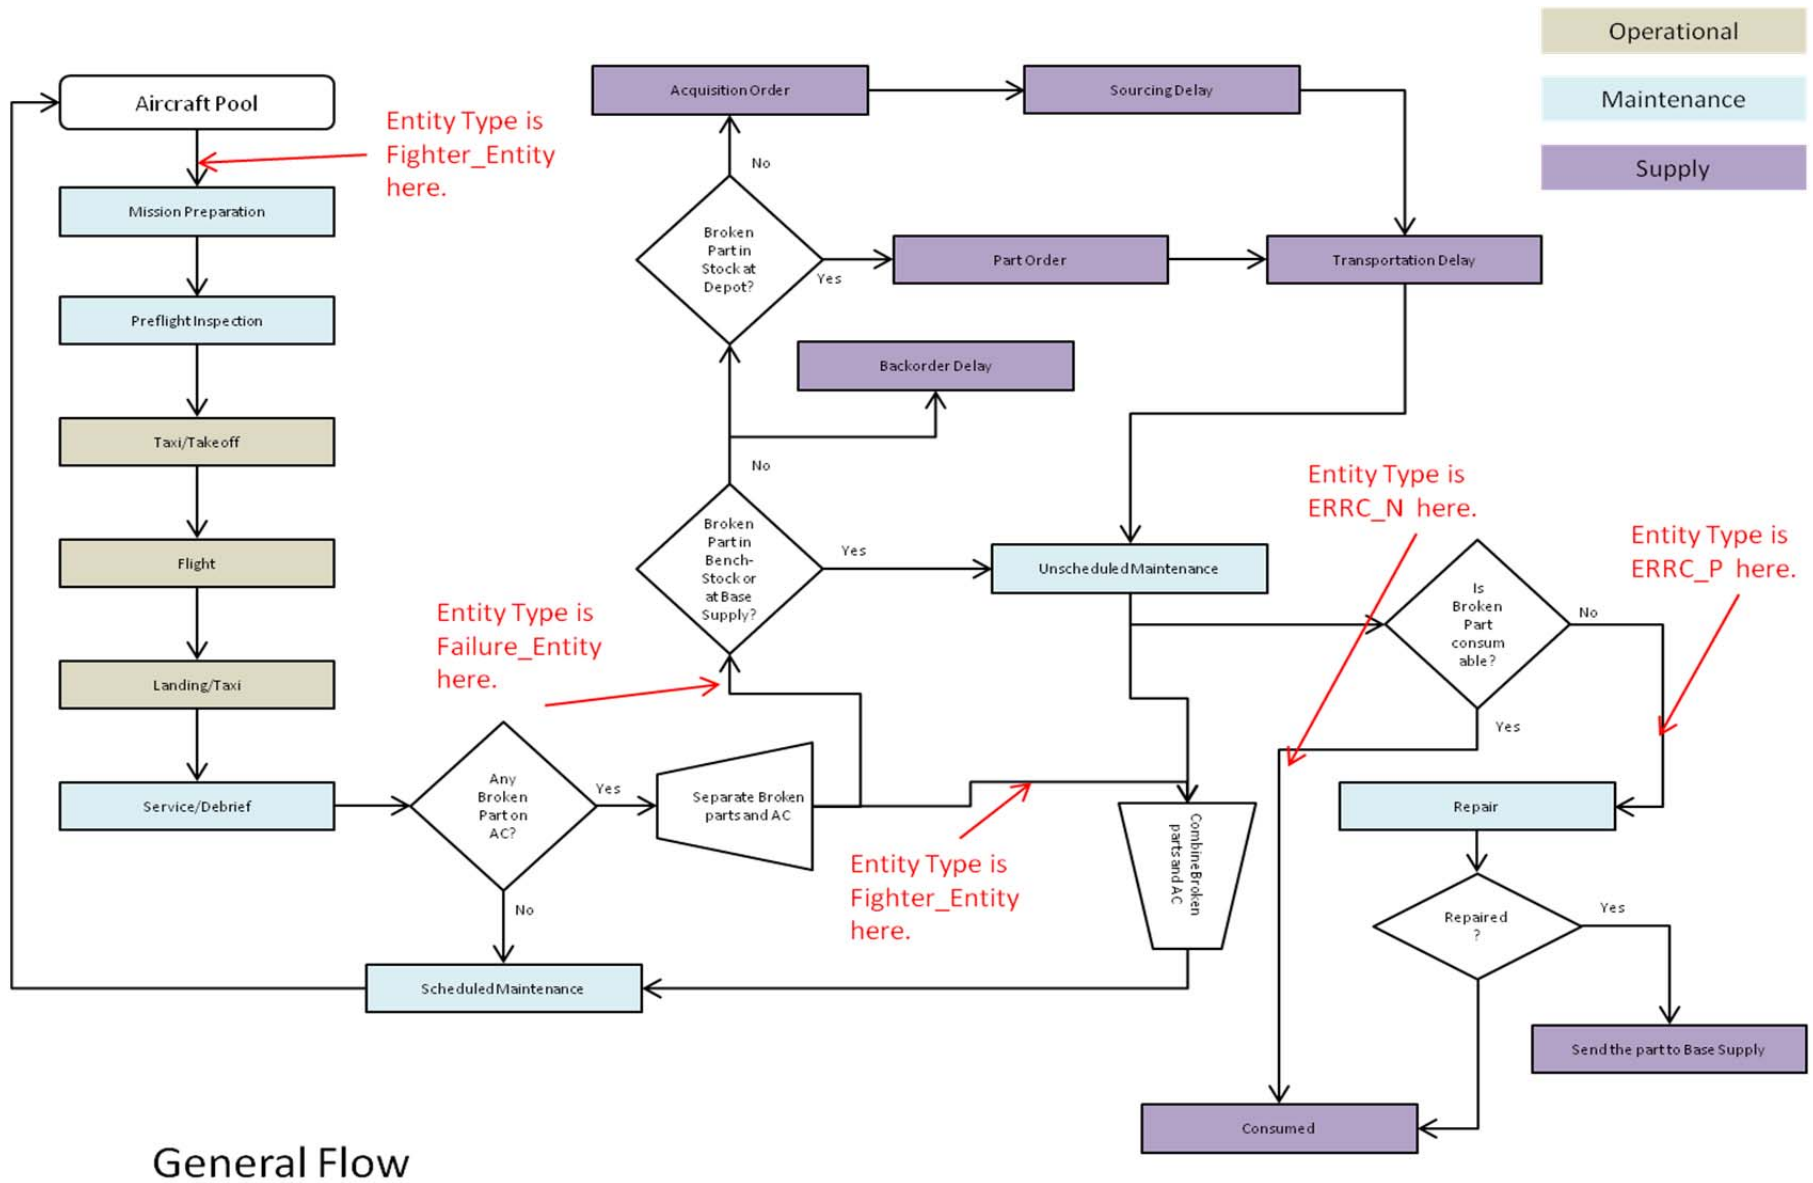 Operational
Maintenance
Supply
Aircraft Pool
Entity Type is
Fighter_Entity
here.
Mission Preparation
Preflight Inspection
Taxi/Takeoff
Flight
Landing/Taxi
Service/Debrief
Any
Broken
Part on
AC?
Yes
No
Separate Broken
parts and AC
Scheduled Maintenance
Entity Type is
Failure_Entity
here.
Entity Type is
Fighter_Entity
here.
Broken
Part in
Bench-
Stock or
at Base
Supply?
Yes
No
Backorder Delay
Broken
Part in
Stock at
Depot?
Yes
No
Acquisition Order
Sourcing Delay
Part Order
Transportation Delay
Unscheduled Maintenance
Combine Broken
parts and AC
Entity Type is
ERRC_N here.
Entity Type is
ERRC_P here.
Is
Broken
Part
consum
able?
No
Yes
Repair
Repaired
?
Yes
Send the part to Base Supply
Consumed
General Flow